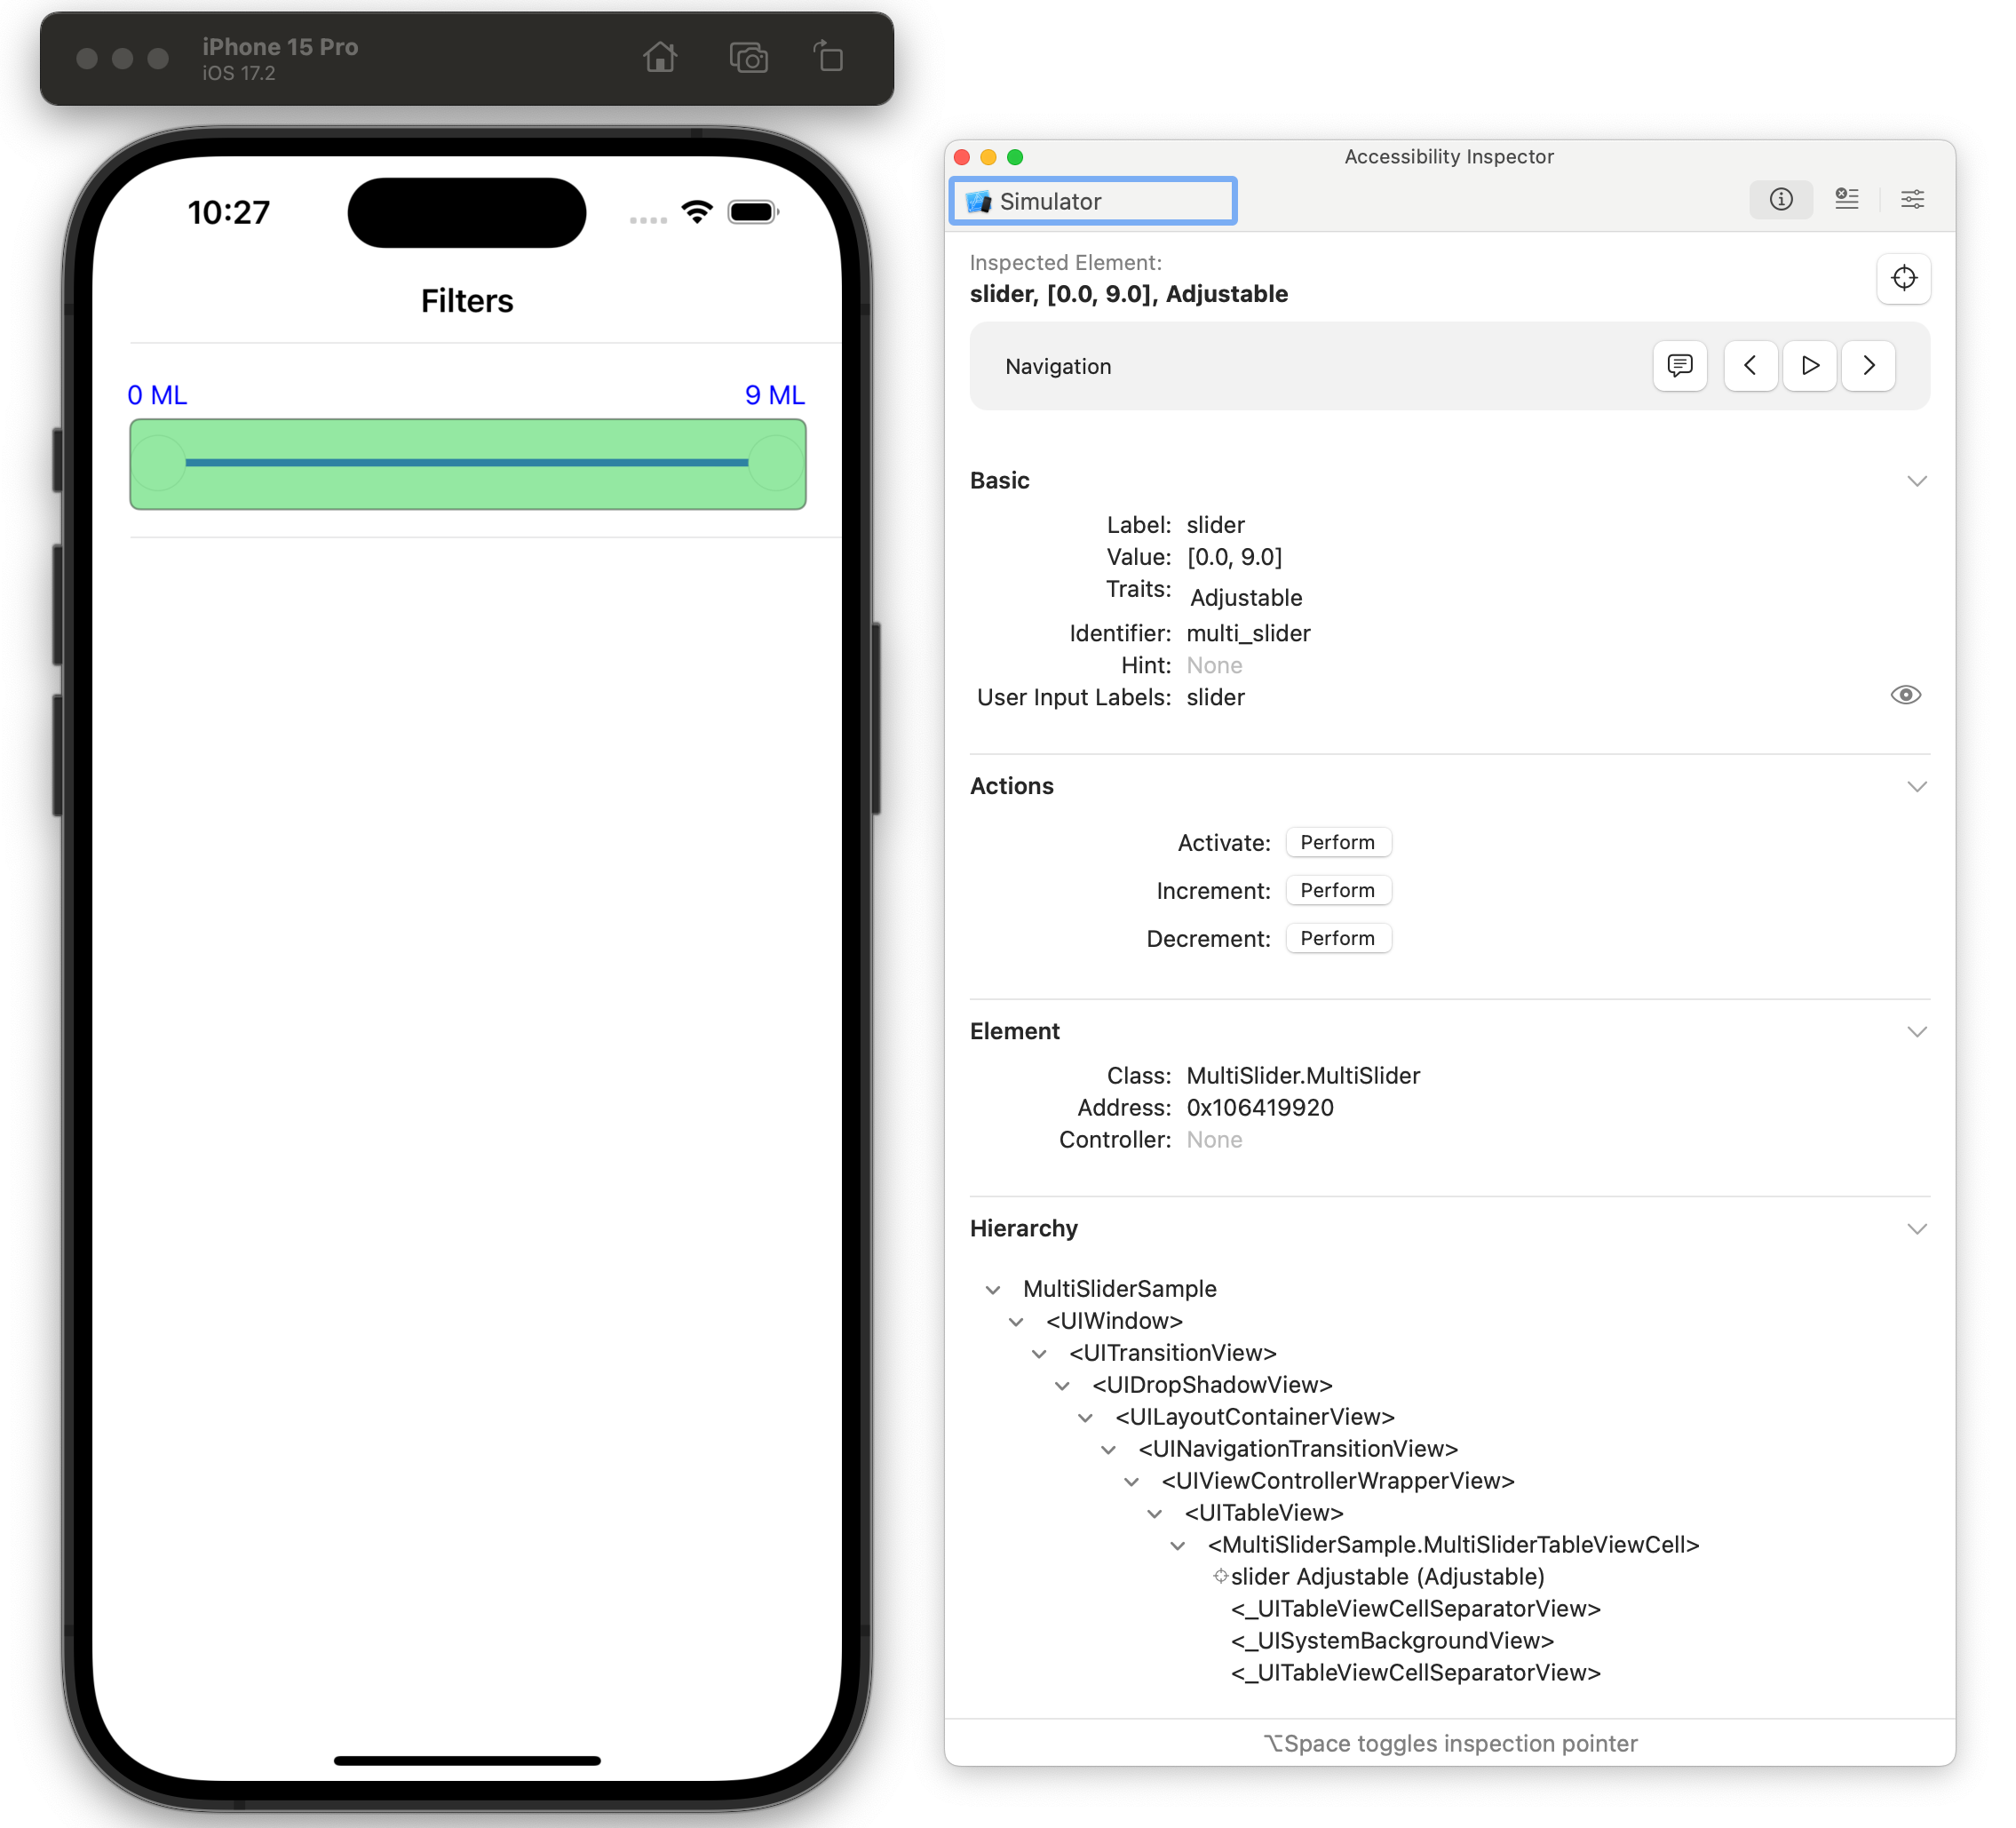 iPhone 15 Pro
iOS 17.2
10:27
Filters
0 ML
9 ML
Accessibility Inspector
Simulator
Inspected Element:
slider, [0.0, 9.0], Adjustable
Navigation
Basic
Label: slider
Value: [0.0, 9.0]
Traits: Adjustable
Identifier: multi_slider
Hint: None
User Input Labels: slider
Actions
Activate: Perform
Increment: Perform
Decrement: Perform
Element
Class: MultiSlider.MultiSlider
Address: 0x106419920
Controller: None
Hierarchy
MultiSliderSample
<UIWindow>
<UITransitionView>
<UIDropShadowView>
<UILayoutContainerView>
<UINavigationTransitionView>
<UIViewControllerWrapperView>
<UITableView>
<MultiSliderSample.MultiSliderTableViewCell>
slider Adjustable (Adjustable)
<_UITableViewCellSeparatorView>
<_UISystemBackgroundView>
<_UITableViewCellSeparatorView>
⌥Space toggles inspection pointer